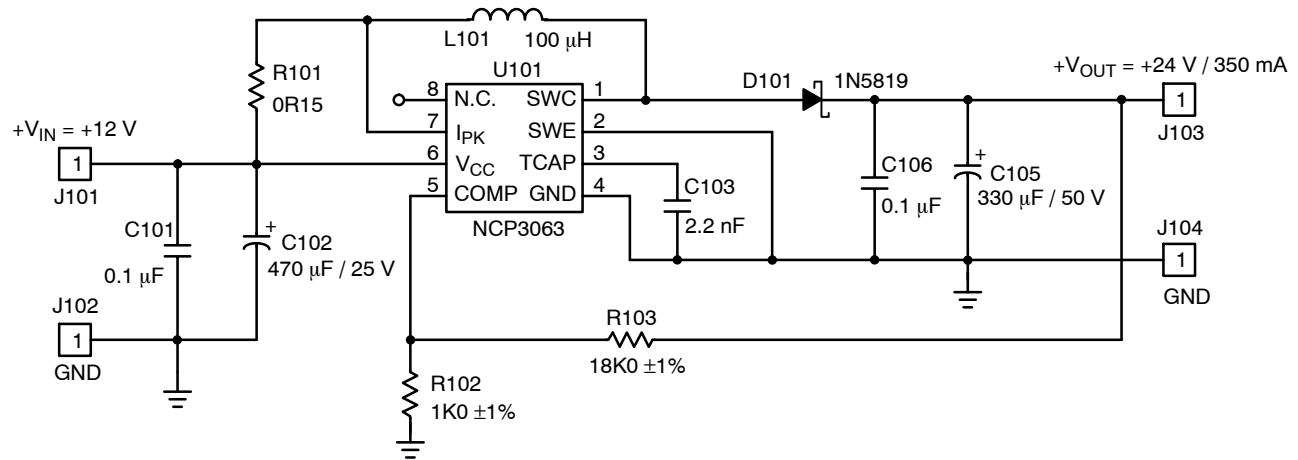 L101 100 μH
U101
R101
0R15
D101 1N5819
+VOUT = +24 V / 350 mA
8 N.C. SWC 1
7 IPK SWE 2
6 VCC TCAP 3
5 COMP GND 4
NCP3063
+VIN = +12 V
1
J101
1
J103
C101
0.1 μF
+
C102
470 μF / 25 V
C103
2.2 nF
C106
0.1 μF
+
C105
330 μF / 50 V
J104
1
GND
J102
1
GND
R103
18K0 ±1%
R102
1K0 ±1%